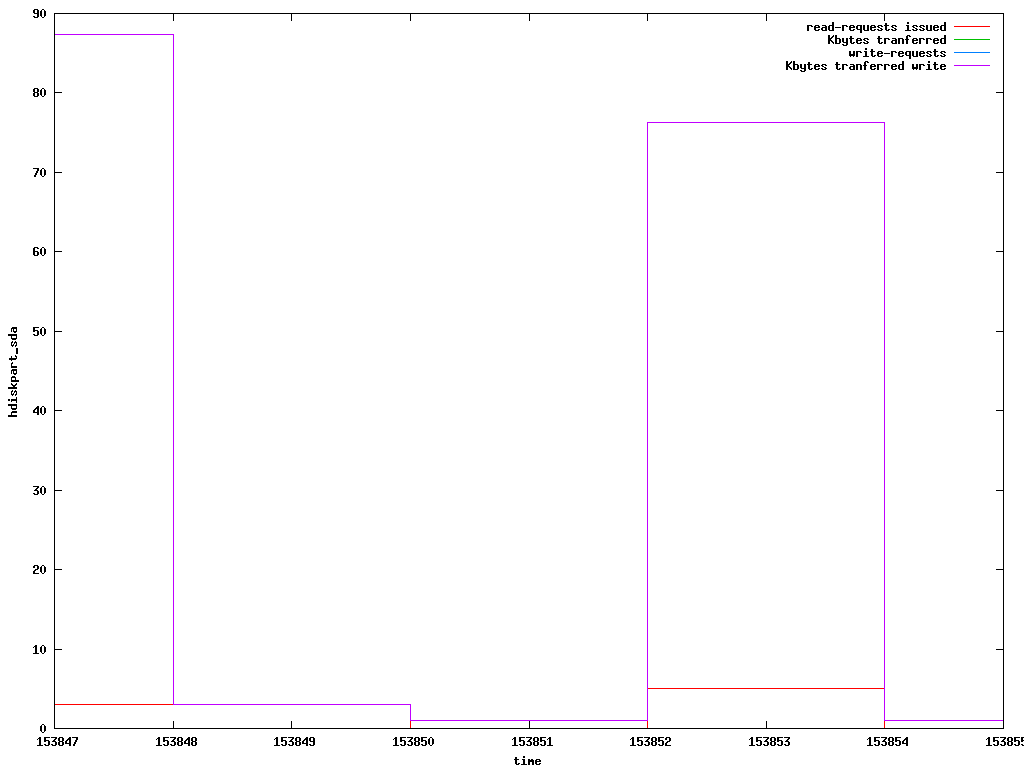 90
80
70
60
50
40
30
20
10
0
hdiskpart_sda
read-requests issued
Kbytes tranferred
write-requests
Kbytes tranferred write
153847 153848 153849 153850 153851 153852 153853 153854 153855
time